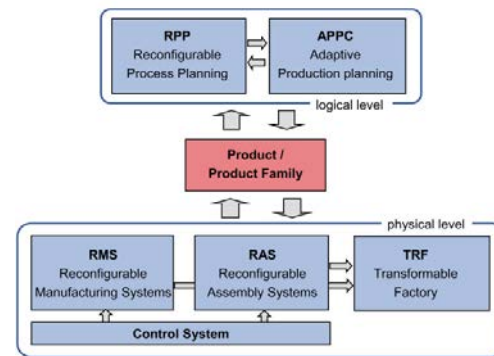 RPP
Reconfigurable
Process Planning
APPC
Adaptive
Production planning
logical level
Product /
Product Family
physical level
RMS
Reconfigurable
Manufacturing Systems
RAS
Reconfigurable
Assembly Systems
TRF
Transformable
Factory
Control System